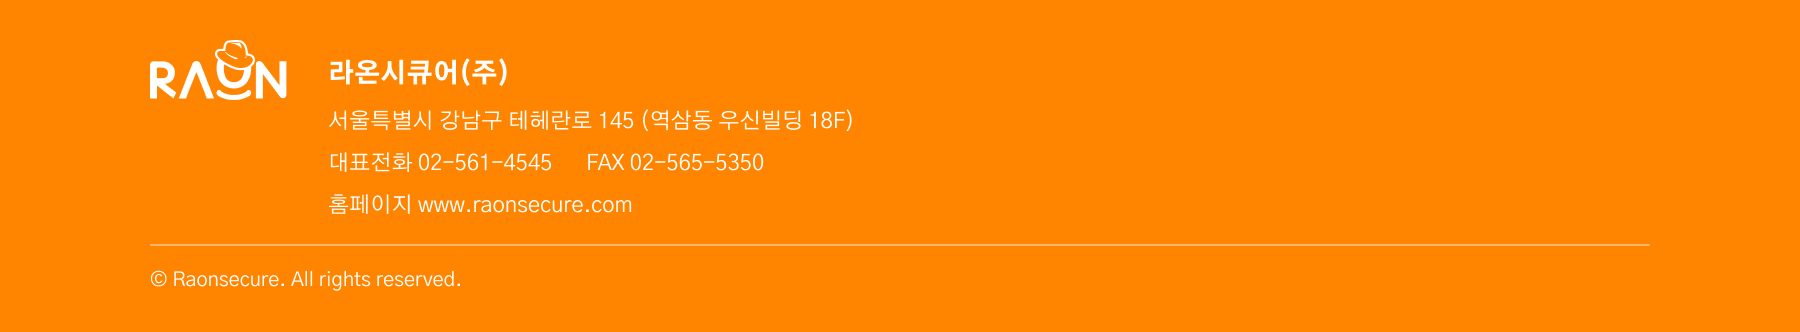 RAON
라온시큐어(주)
서울특별시 강남구 테헤란로 145 (역삼동 우신빌딩 18F)
대표전화 02-561-4545 FAX 02-565-5350
홈페이지 www.raonsecure.com
© Raonsecure. All rights reserved.